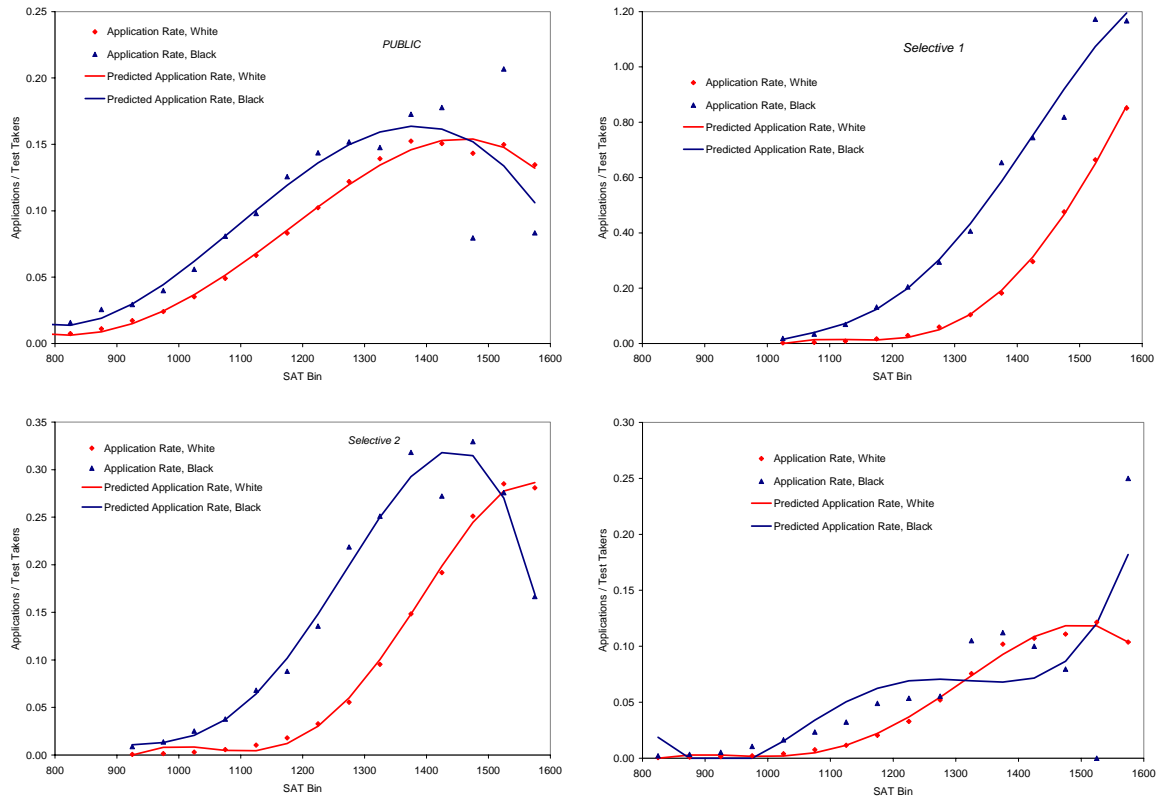 0.25
0.20
0.15
0.10
0.05
0.00
Applications / Test Takers
PUBLIC
Application Rate, White
Application Rate, Black
Predicted Application Rate, White
Predicted Application Rate, Black
800 900 1000 1100 1200 1300 1400 1500 1600
SAT Bin
1.20
1.00
0.80
0.60
0.40
0.20
0.00
Applications / Test Takers
Selective 1
Application Rate, White
Application Rate, Black
Predicted Application Rate, White
Predicted Application Rate, Black
800 900 1000 1100 1200 1300 1400 1500 1600
SAT Bin
0.35
0.30
0.25
0.20
0.15
0.10
0.05
0.00
Applications / Test Takers
Selective 2
Application Rate, White
Application Rate, Black
Predicted Application Rate, White
Predicted Application Rate, Black
800 900 1000 1100 1200 1300 1400 1500 1600
SAT Bin
0.30
0.25
0.20
0.15
0.10
0.05
0.00
Applications / Test Takers
Application Rate, White
Application Rate, Black
Predicted Application Rate, White
Predicted Application Rate, Black
800 900 1000 1100 1200 1300 1400 1500 1600
SAT Bin